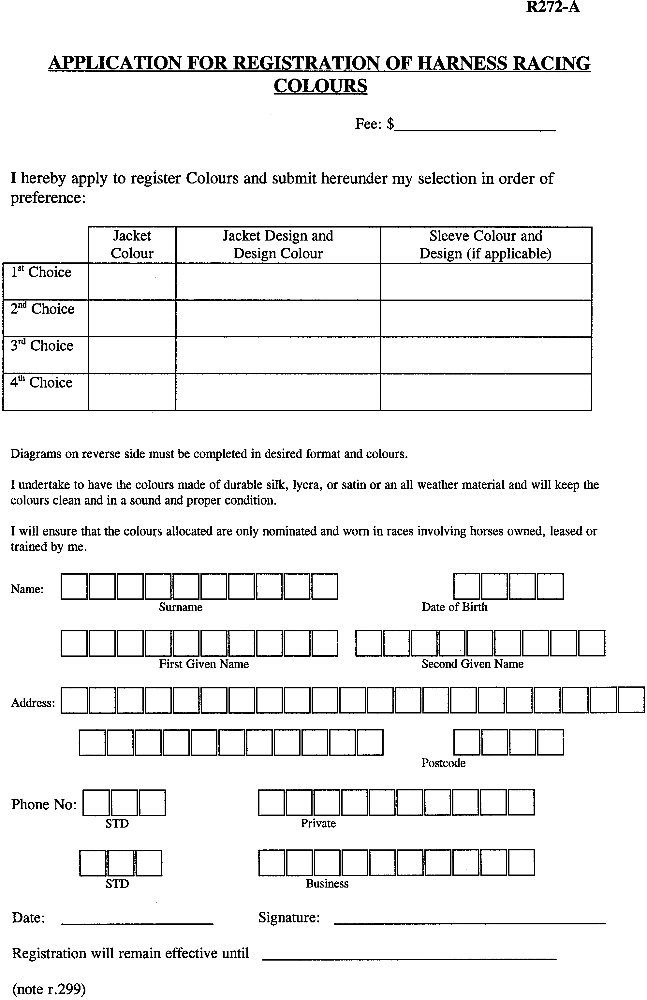 R272-A
APPLICATION FOR REGISTRATION OF HARNESS RACING
COLOURS
Fee: $
I hereby apply to register Colours and submit hereunder my selection in order of
preference:
Jacket Colour
Jacket Design and Design Colour
Sleeve Colour and Design (if applicable)
1st Choice
2nd Choice
3rd Choice
4th Choice
Diagrams on reverse side must be completed in desired format and colours.
I undertake to have the colours made of durable silk, lycra, or satin or an all weather material and will keep the
colours clean and in a sound and proper condition.
I will ensure that the colours allocated are only nominated and worn in races involving horses owned, leased or
trained by me.
Name:
Surname
Date of Birth
First Given Name
Second Given Name
Address:
Postcode
Phone No:
STD
Private
STD
Business
Date:
Signature:
Registration will remain effective until
(note r.299)